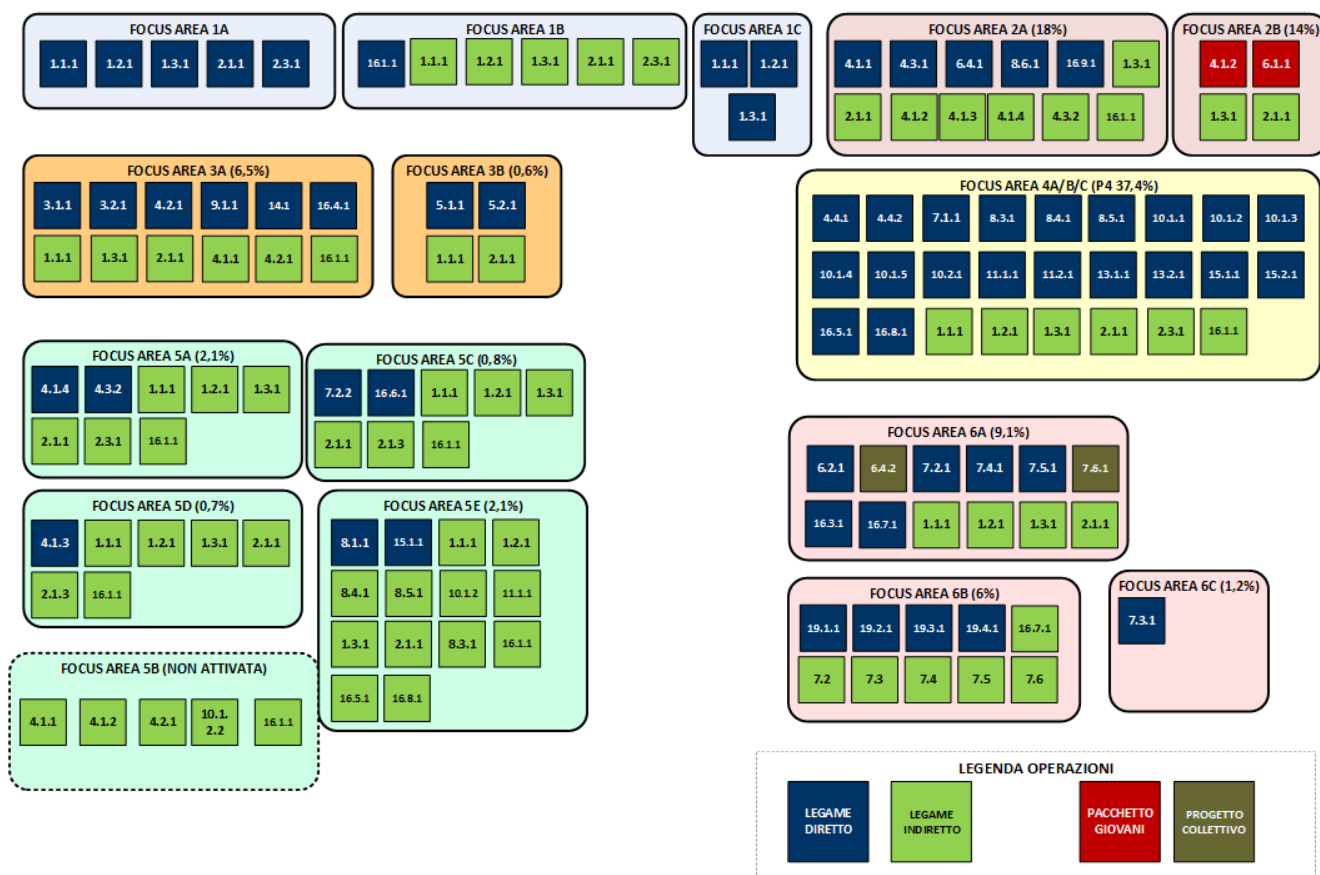 FOCUS AREA 1A
1.1.1 1.2.1 1.3.1 2.1.1 2.3.1
FOCUS AREA 1B
16.1.1 1.1.1 1.2.1 1.3.1 2.1.1 2.3.1
FOCUS AREA 1C
1.1.1 1.2.1
1.3.1
FOCUS AREA 2A (18%)
4.1.1 4.3.1 6.4.1 8.6.1 16.9.1 1.3.1
2.1.1 4.1.2 4.1.3 4.1.4 4.3.2 16.1.1
FOCUS AREA 2B (14%)
4.1.2 6.1.1
1.3.1 2.1.1
FOCUS AREA 3A (6,5%)
3.1.1 3.2.1 4.2.1 9.1.1 14.1 16.4.1
1.1.1 1.3.1 2.1.1 4.1.1 4.2.1 16.1.1
FOCUS AREA 3B (0,6%)
5.1.1 5.2.1
1.1.1 2.1.1
FOCUS AREA 4A/B/C (P4 37,4%)
4.4.1 4.4.2 7.1.1 8.3.1 8.4.1 8.5.1 10.1.1 10.1.2 10.1.3
10.1.4 10.1.5 10.2.1 11.1.1 11.2.1 13.1.1 13.2.1 15.1.1 15.2.1
16.5.1 16.8.1 1.1.1 1.2.1 1.3.1 2.1.1 2.3.1 16.1.1
FOCUS AREA 5A (2,1%)
4.1.4 4.3.2 1.1.1 1.2.1 1.3.1
2.1.1 2.3.1 16.1.1
FOCUS AREA 5C (0,8%)
7.2.2 16.6.1 1.1.1 1.2.1 1.3.1
2.1.1 2.1.3 16.1.1
FOCUS AREA 6A (9,1%)
6.2.1 6.4.2 7.2.1 7.4.1 7.5.1 7.6.1
16.3.1 16.7.1 1.1.1 1.2.1 1.3.1 2.1.1
FOCUS AREA 5D (0,7%)
4.1.3 1.1.1 1.2.1 1.3.1 2.1.1
2.1.3 16.1.1
FOCUS AREA 5E (2,1%)
8.1.1 15.1.1 1.1.1 1.2.1
8.4.1 8.5.1 10.1.2 11.1.1
1.3.1 2.1.1 8.3.1 16.1.1
16.5.1 16.8.1
FOCUS AREA 6B (6%)
19.1.1 19.2.1 19.3.1 19.4.1 16.7.1
7.2 7.3 7.4 7.5 7.6
FOCUS AREA 6C (1,2%)
7.3.1
FOCUS AREA 5B (NON ATTIVATA)
4.1.1 4.1.2 4.2.1 10.1. 16.1.1
2.2
LEGENDA OPERAZIONI
LEGAME
DIRETTO
LEGAME
INDIRETTO
PACCHETTO
GIOVANI
PROGETTO
COLLETTIVO